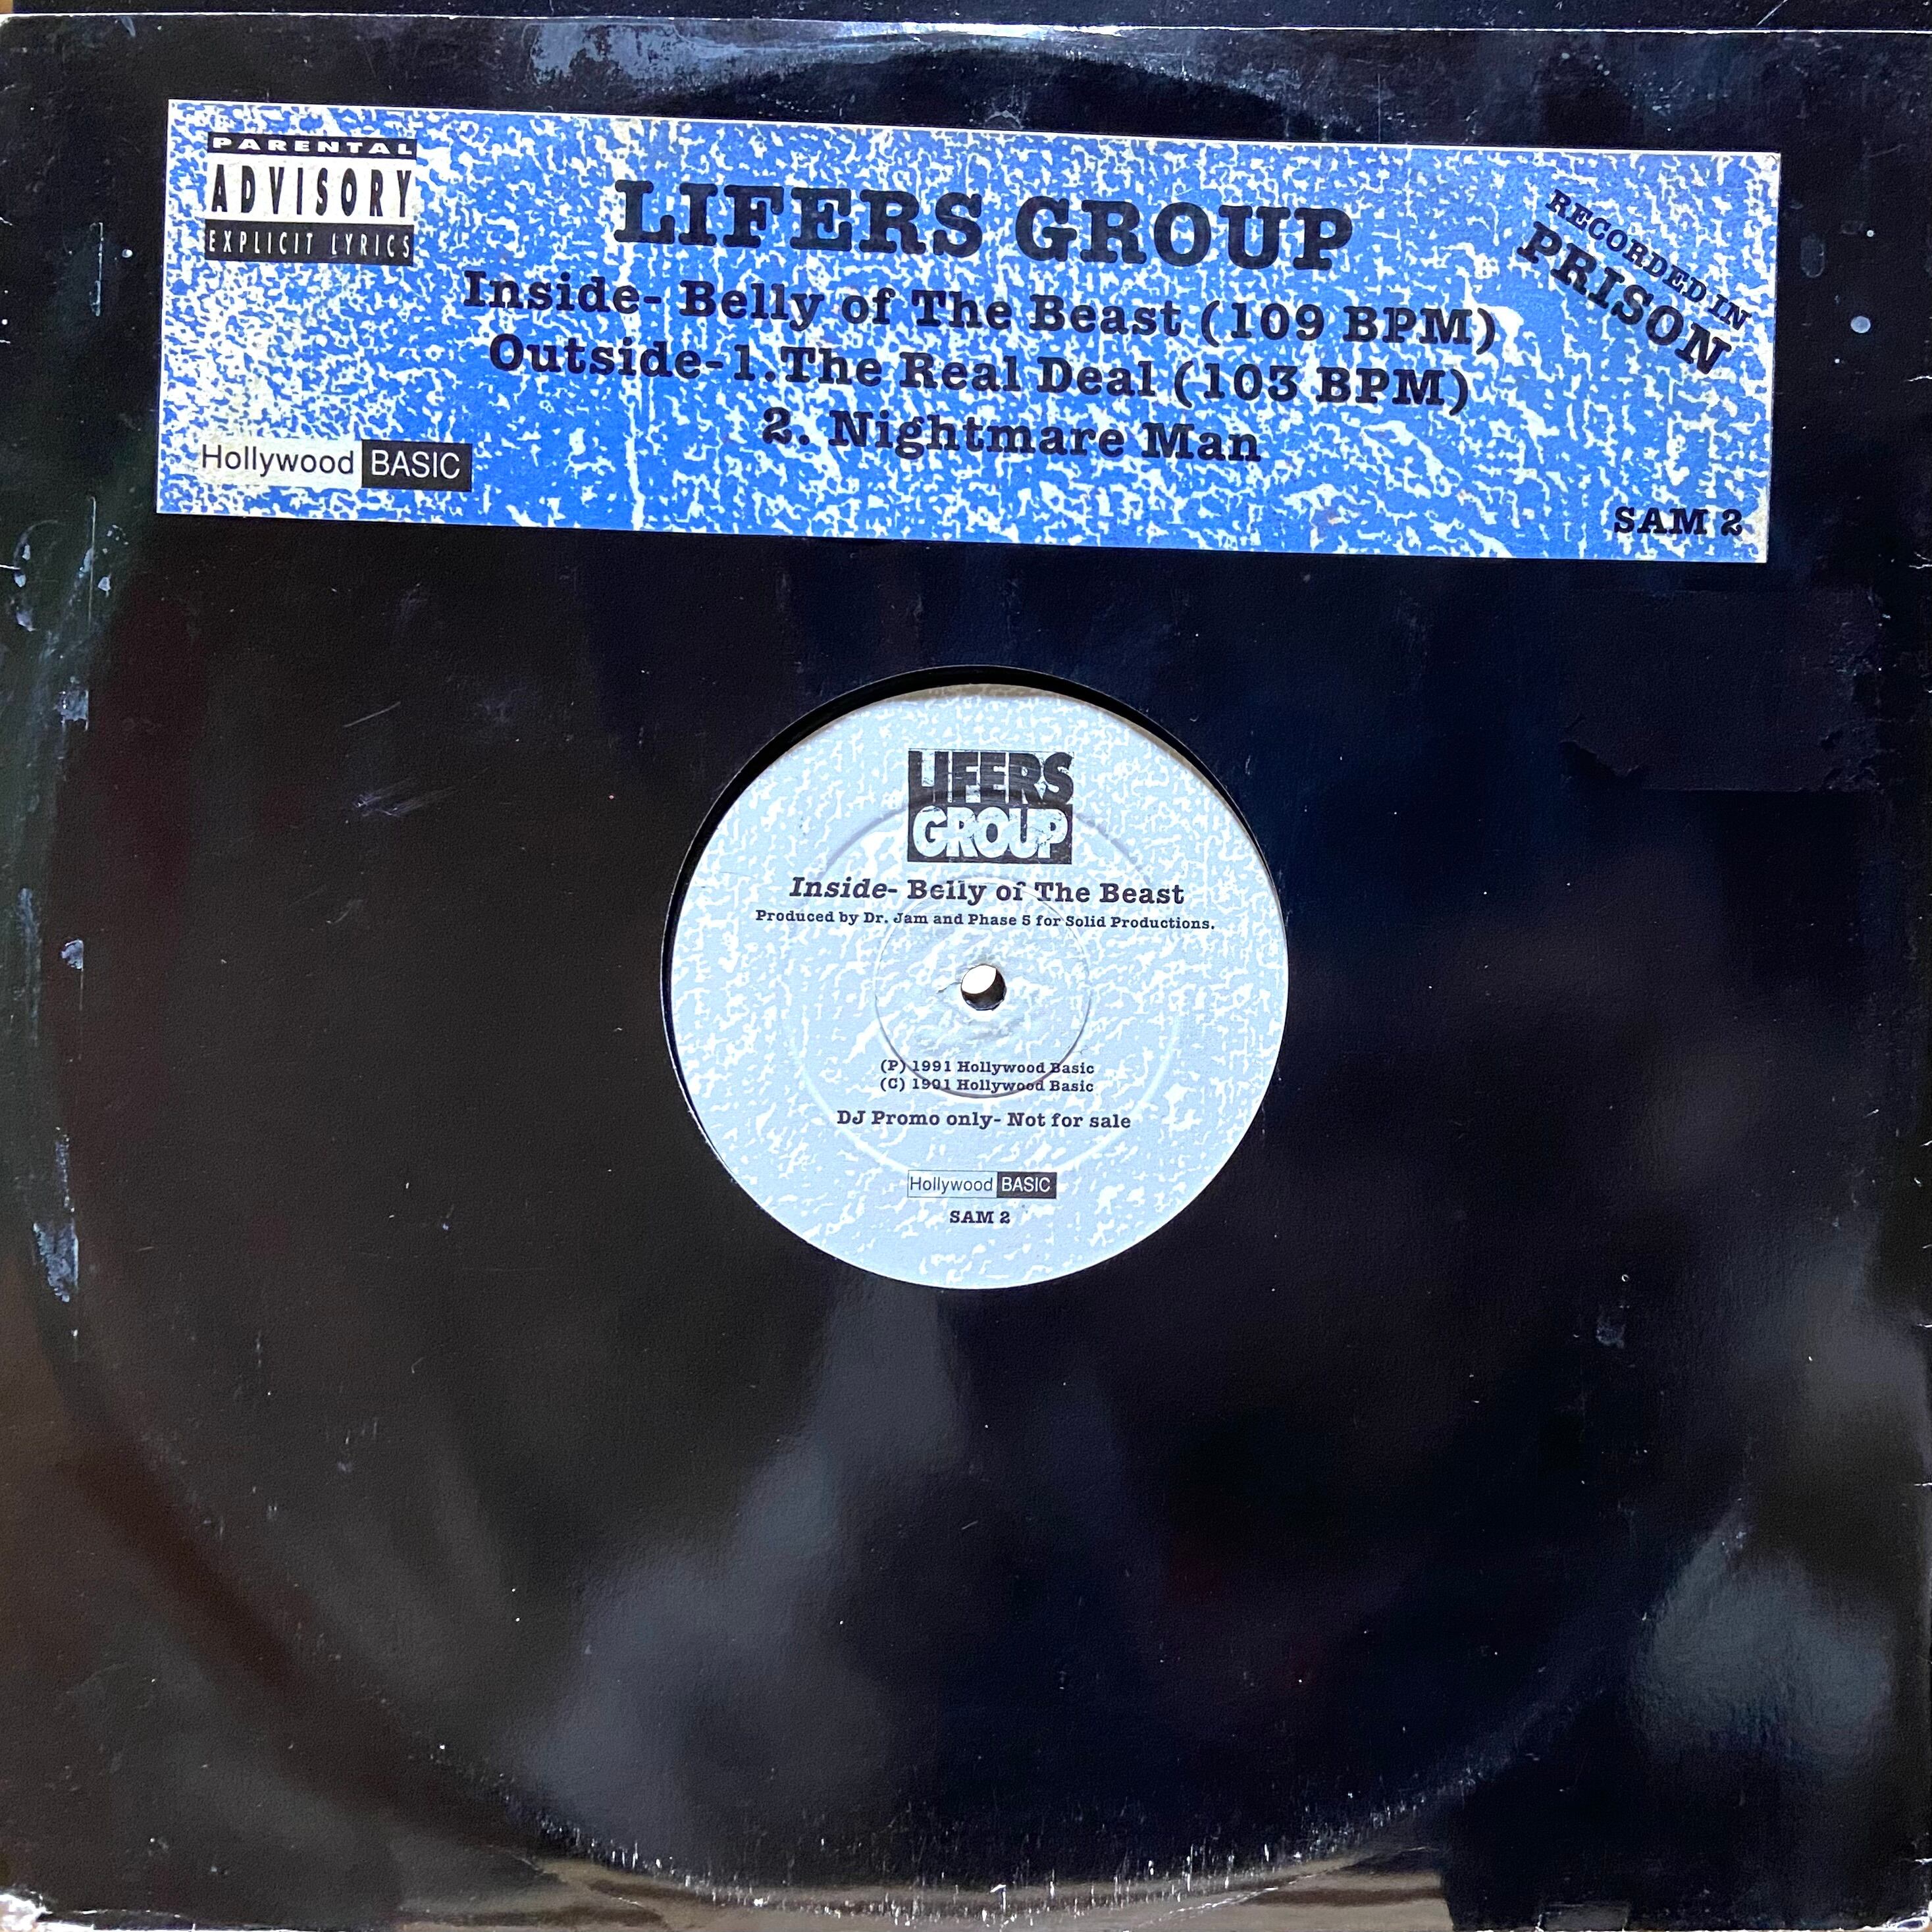 PARENTAL
ADVISORY
EXPLICIT LYRICS
LIFERS GROUP
Inside- Belly of The Beast (109 BPM)
Outside-1.The Real Deal (103 BPM)
2. Nightmare Man
RECORDED IN
PRISON
Hollywood BASIC
SAM 2
LIFERS
GROUP
Inside- Belly of The Beast
Produced by Dr. Jam and Phase 5 for Solid Productions.
(P) 1991 Hollywood Basic
(C) 1991 Hollywood Basic
DJ Promo only- Not for sale
Hollywood BASIC
SAM 2